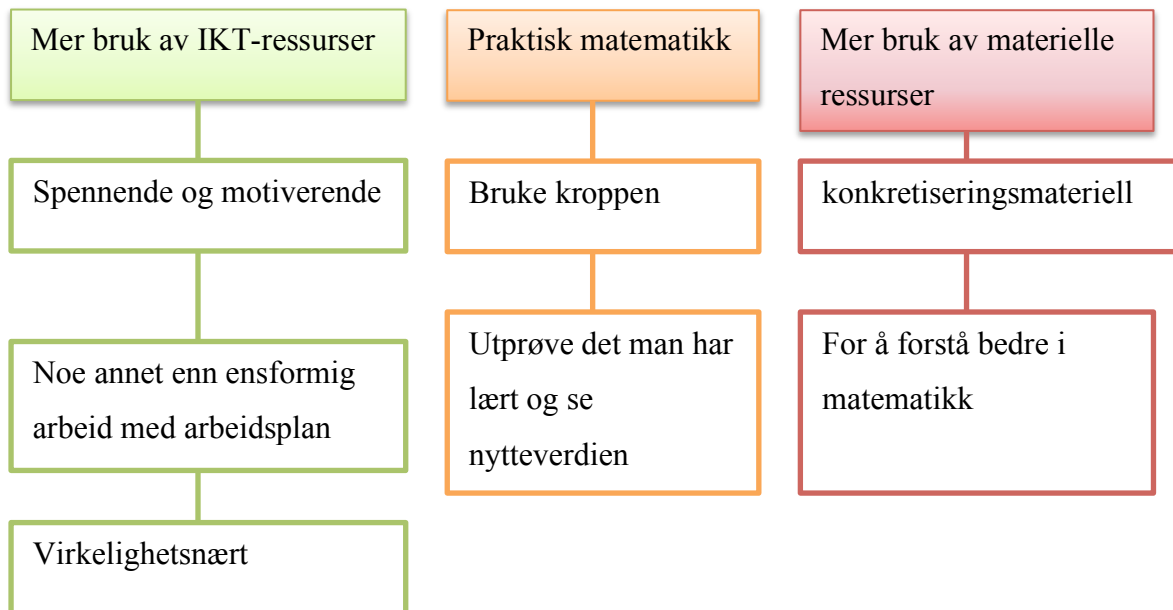 Mer bruk av IKT-ressurser
Spennende og motiverende
Noe annet enn ensformig
arbeid med arbeidsplan
Virkelighetsnært
Praktisk matematikk
Bruke kroppen
Utprøve det man har
lært og se
nytteverdien
Mer bruk av materielle
ressurser
konkretiseringsmateriell
For å forstå bedre i
matematikk